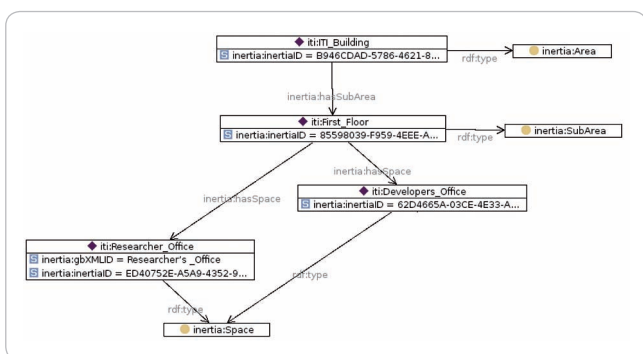 iti:ITI_Building
S inertia:inertiaID = B946CDAD-5786-4621-8...
rdf:type
inertia:Area
inertia:hasSubArea
iti:First_Floor
S inertia:inertiaID = 85598039-F959-4EEE-A...
rdf:type
inertia:SubArea
inertia:hasSpace
inertia:hasSpace
iti:Developers_Office
S inertia:inertiaID = 62D4665A-03CE-4E33-A...
iti:Researcher_Office
S inertia:gbXMLID = Researcher's _Office
S inertia:inertiaID = ED40752E-A5A9-4352-9...
rdf:type
rdf:type
inertia:Space